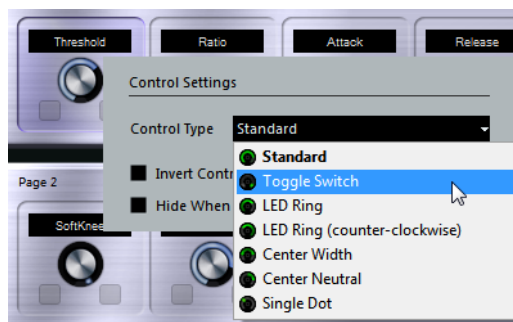 Threshold
Ratio
Attack
Release
Control Settings
Control Type
Standard
Standard
Invert Contr
Toggle Switch
Page 2
LED Ring
Hide When
LED Ring (counter-clockwise)
SoftKnee
Center Width
Center Neutral
Single Dot